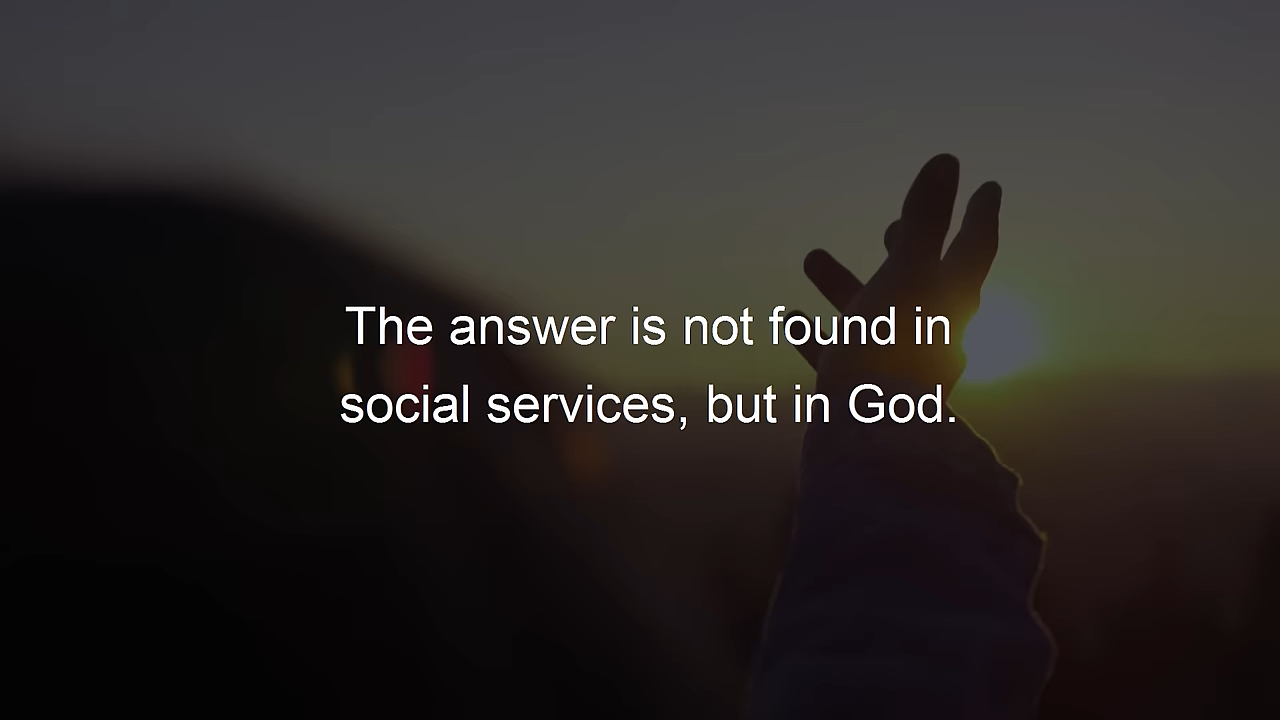 The answer is not found in
social services, but in God.